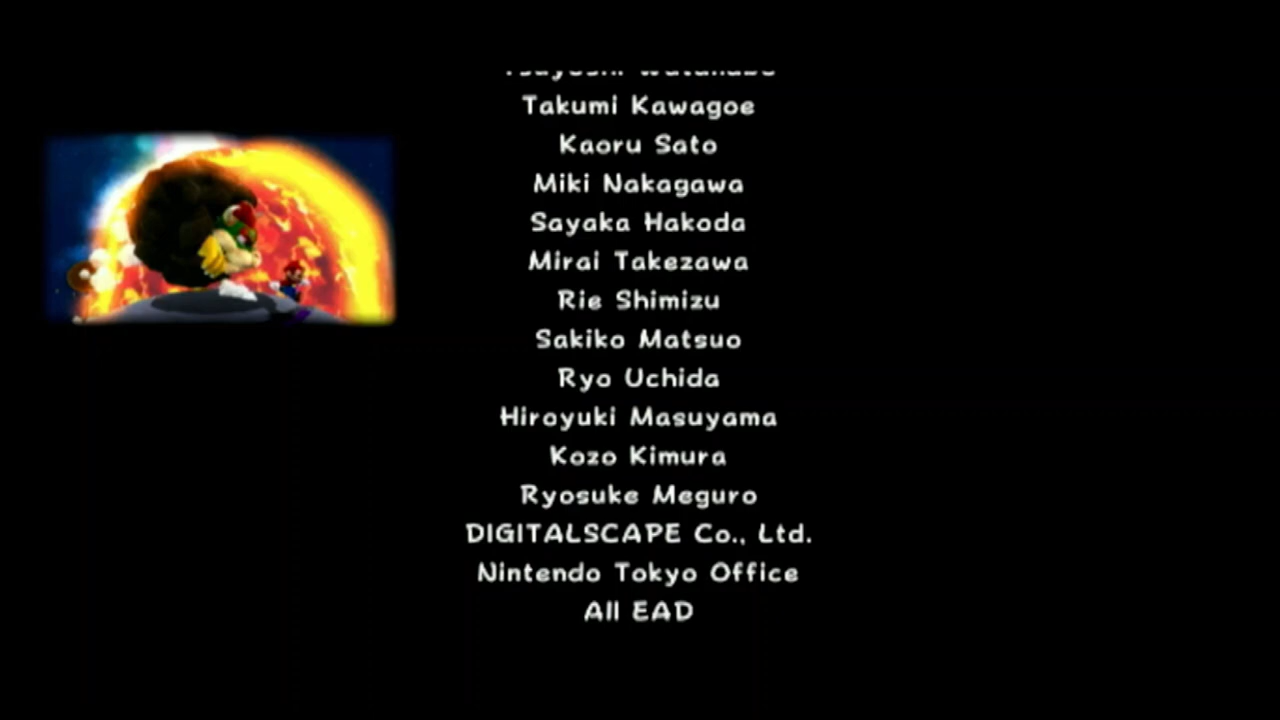 Takumi Kawagoe
Kaoru Sato
Miki Nakagawa
Sayaka Hakoda
Mirai Takezawa
Rie Shimizu
Sakiko Matsuo
Ryo Uchida
Hiroyuki Masuyama
Kozo Kimura
Ryosuke Meguro
DIGITALSCAPE Co., Ltd.
Nintendo Tokyo Office
All EAD